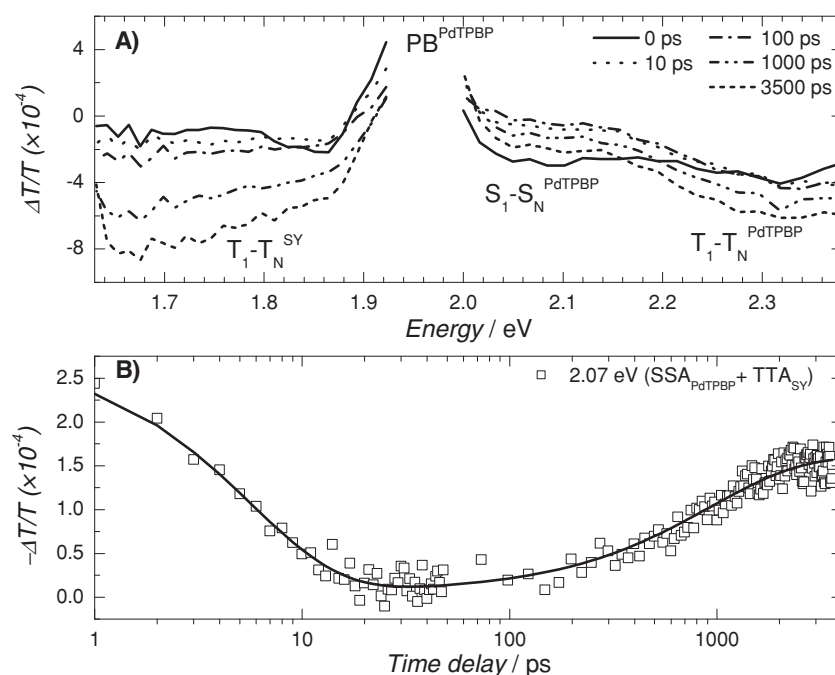 A)
PB^PdTPBP
0 ps
10 ps
100 ps
1000 ps
3500 ps
ΔT/T (×10⁻⁴)
4
0
-4
-8
T₁-T_N^SY
S₁-S_N^PdTPBP
T₁-T_N^PdTPBP
1.7 1.8 1.9 2.0 2.1 2.2 2.3
Energy / eV
B)
2.07 eV (SSA_PdTPBP + TTA_SY)
-ΔT/T (×10⁻⁴)
2.5
2.0
1.5
1.0
0.5
0.0
1 10 100 1000
Time delay / ps